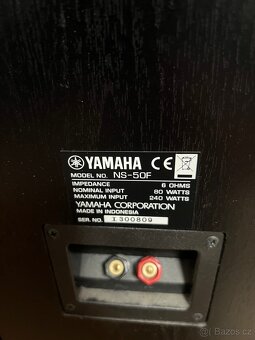 YAMAHA CE
MODEL NO. NS-50F
IMPEDANCE 6 OHMS
NOMINAL INPUT 80 WATTS
MAXIMUM INPUT 240 WATTS
YAMAHA CORPORATION
MADE IN INDONESIA
SER. NO. I300809
© Bazos.cz